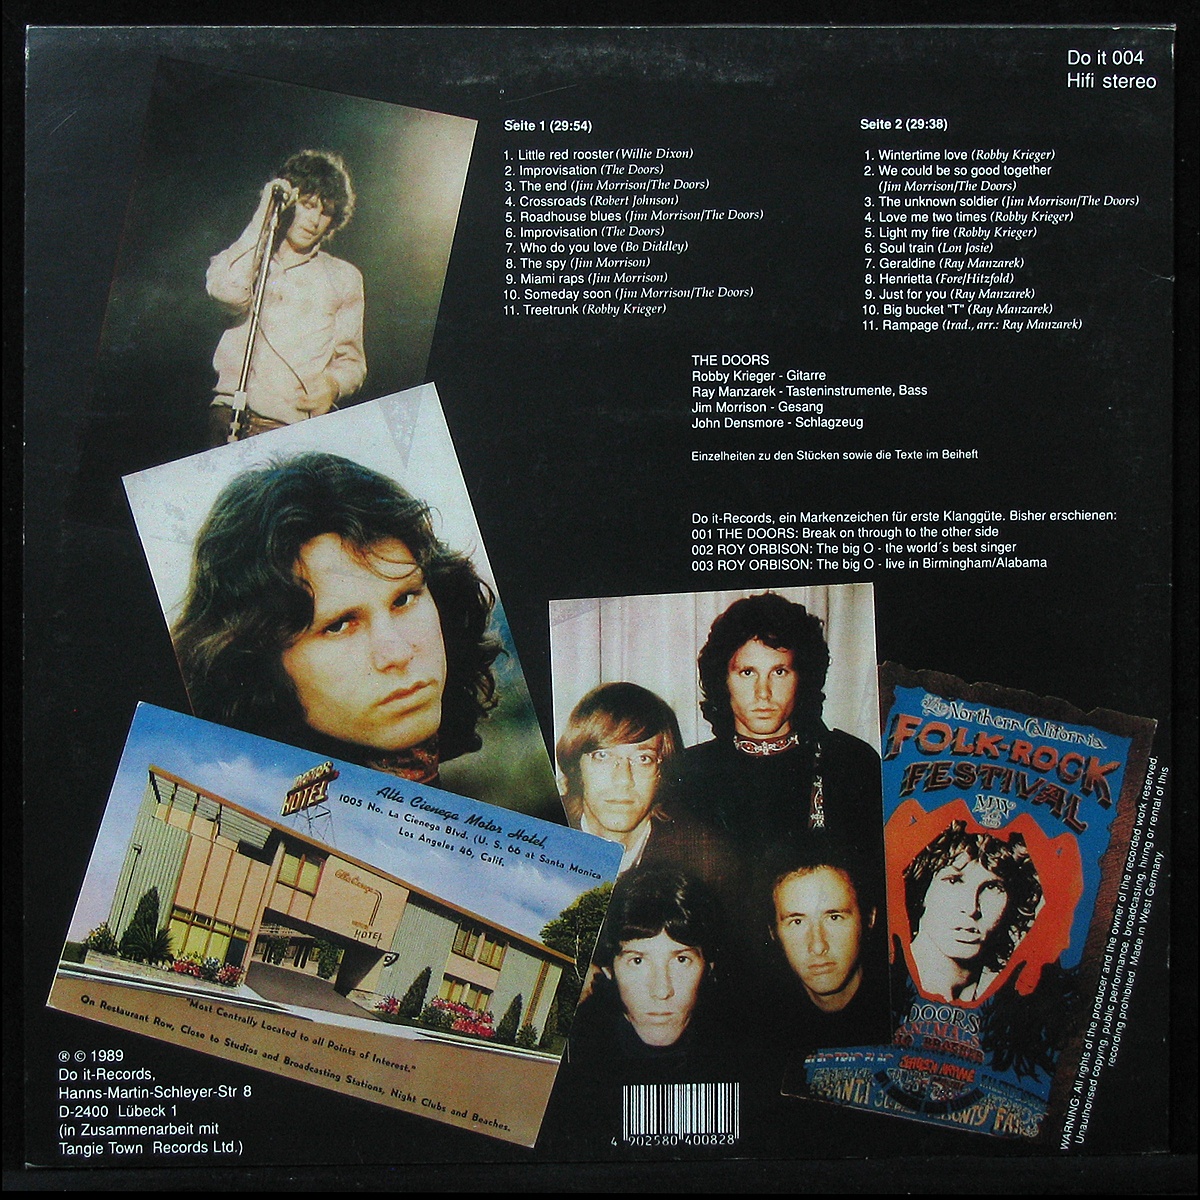 Do it 004
Hifi stereo
Seite 1 (29:54)
1. Little red rooster (Willie Dixon)
2. Improvisation (The Doors)
3. The end (Jim Morrison/The Doors)
4. Crossroads (Robert Johnson)
5. Roadhouse blues (Jim Morrison/The Doors)
6. Improvisation (The Doors)
7. Who do you love (Bo Diddley)
8. The spy (Jim Morrison)
9. Miami raps (Jim Morrison)
10. Someday soon (Jim Morrison/The Doors)
11. Treetrunk (Robby Krieger)
Seite 2 (29:38)
1. Wintertime love (Robby Krieger)
2. We could be so good together
(Jim Morrison/The Doors)
3. The unknown soldier (Jim Morrison/The Doors)
4. Love me two times (Robby Krieger)
5. Light my fire (Robby Krieger)
6. Soul train (Lon Josie)
7. Geraldine (Ray Manzarek)
8. Henrietta (Fore/Hitzfold)
9. Just for you (Ray Manzarek)
10. Big bucket "T" (Ray Manzarek)
11. Rampage (trad., arr.: Ray Manzarek)
THE DOORS
Robby Krieger - Gitarre
Ray Manzarek - Tasteninstrumente, Bass
Jim Morrison - Gesang
John Densmore - Schlagzeug
Einzelheiten zu den Stücken sowie die Texte im Beiheft
Do it-Records, ein Markenzeichen für erste Klanggüte. Bisher erschienen:
001 THE DOORS: Break on through to the other side
002 ROY ORBISON: The big O - the world´s best singer
003 ROY ORBISON: The big O - live in Birmingham/Alabama
MOTOR
HOTEL
Alta Cienega Motor Hotel
1005 No. La Cienega Blvd. (U. S. 66 at Santa Monica
Los Angeles 46, Calif.
Alta Cienega
HOTEL
"Most Centrally Located to all Points of Interest."
On Restaurant Row, Close to Studios and Broadcasting Stations, Night Clubs and Beaches.
The Northern California
FOLK-ROCK
FESTIVAL
MAY
DOORS
ANIMALS
SANTA
COUNTY FAIR
WARNING: All rights of the producer and the owner of the recorded work reserved.
Unauthorised copying, public performance, broadcasting, hiring or rental of this
recording prohibited. Made in West Germany.
℗ © 1989
Do it-Records,
Hanns-Martin-Schleyer-Str 8
D-2400 Lübeck 1
(in Zusammenarbeit mit
Tangie Town Records Ltd.)
4 902580 400828